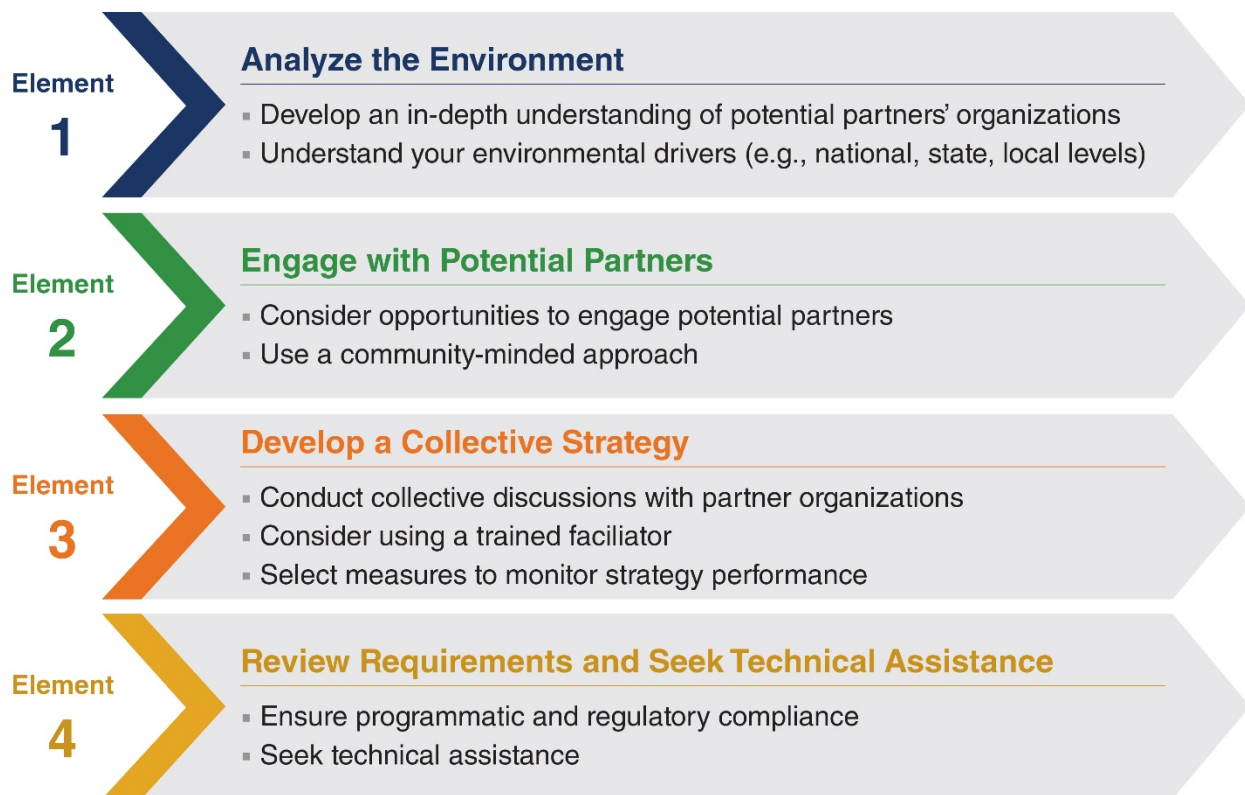 Element
1
Analyze the Environment
▪ Develop an in-depth understanding of potential partners’ organizations
▪ Understand your environmental drivers (e.g., national, state, local levels)
Element
2
Engage with Potential Partners
▪ Consider opportunities to engage potential partners
▪ Use a community-minded approach
Element
3
Develop a Collective Strategy
▪ Conduct collective discussions with partner organizations
▪ Consider using a trained faciliator
▪ Select measures to monitor strategy performance
Element
4
Review Requirements and Seek Technical Assistance
▪ Ensure programmatic and regulatory compliance
▪ Seek technical assistance